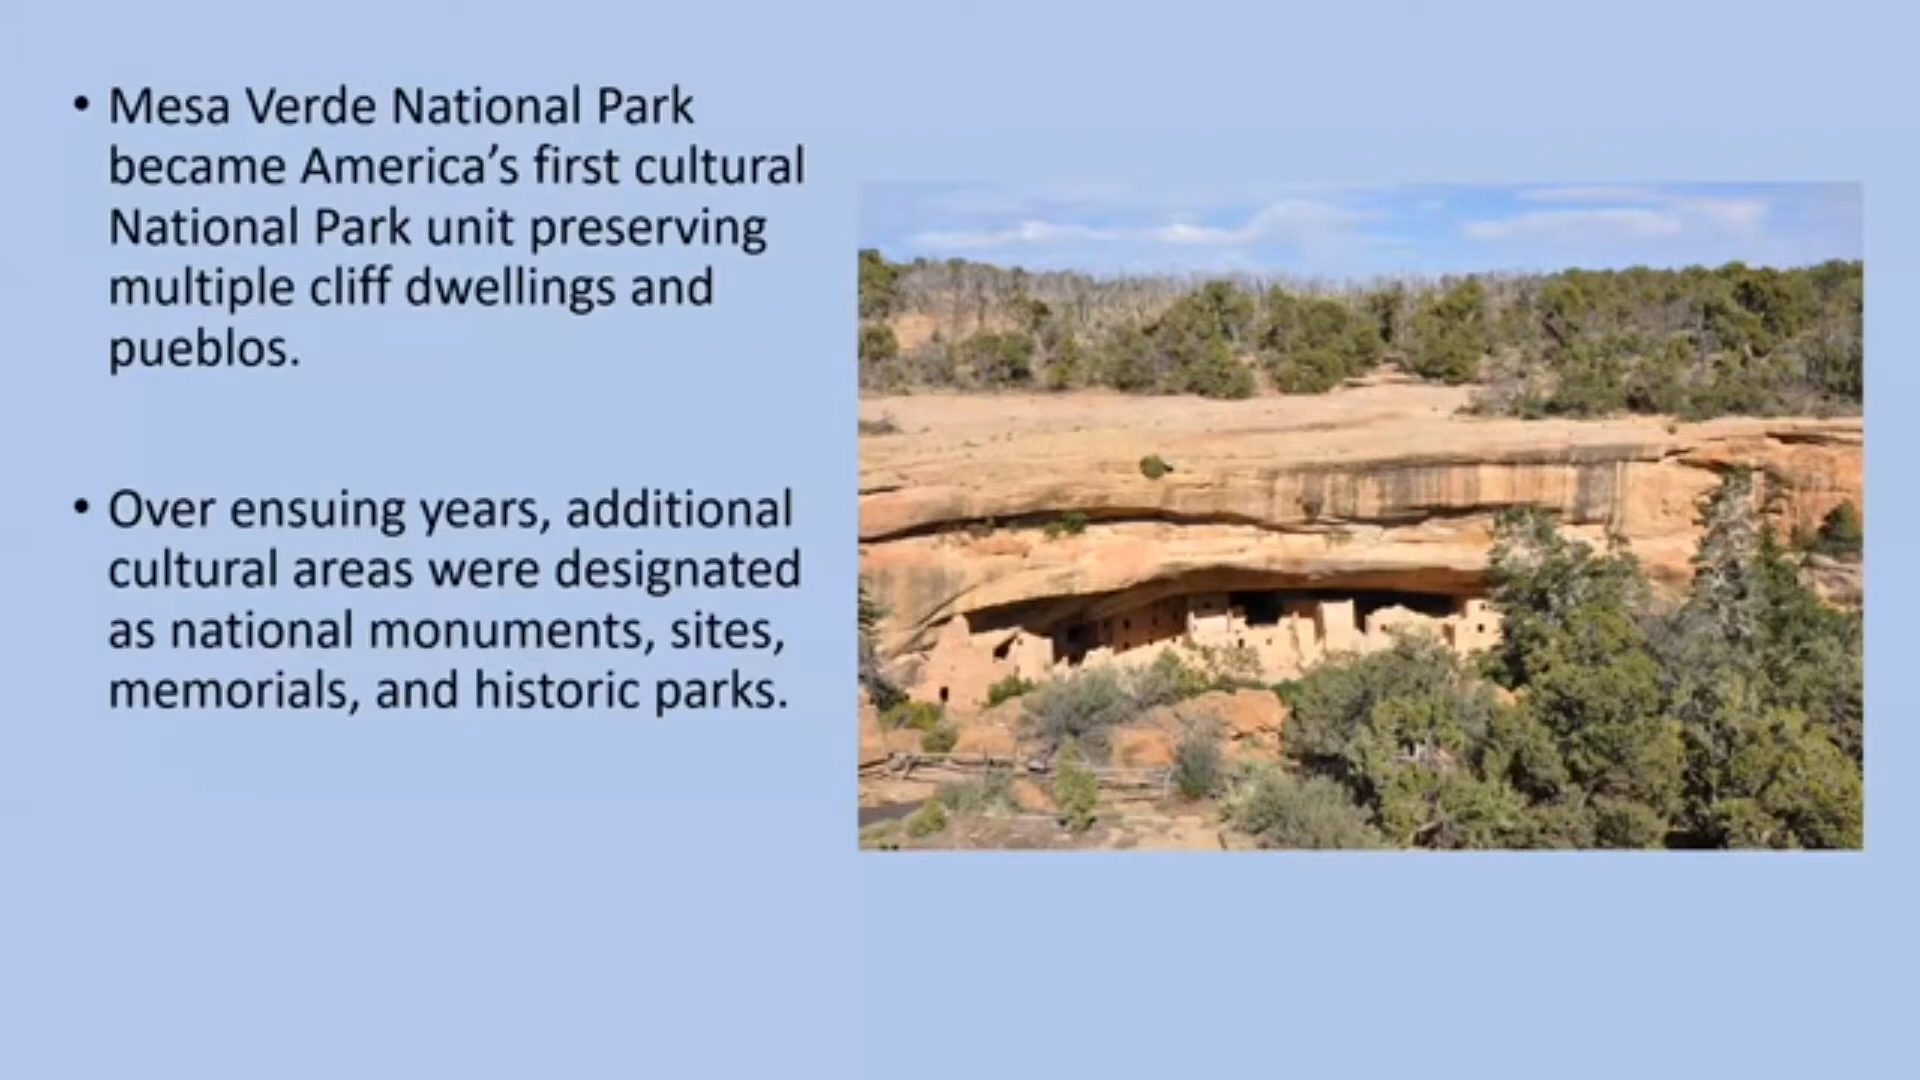 • Mesa Verde National Park
became America’s first cultural
National Park unit preserving
multiple cliff dwellings and
pueblos.
• Over ensuing years, additional
cultural areas were designated
as national monuments, sites,
memorials, and historic parks.